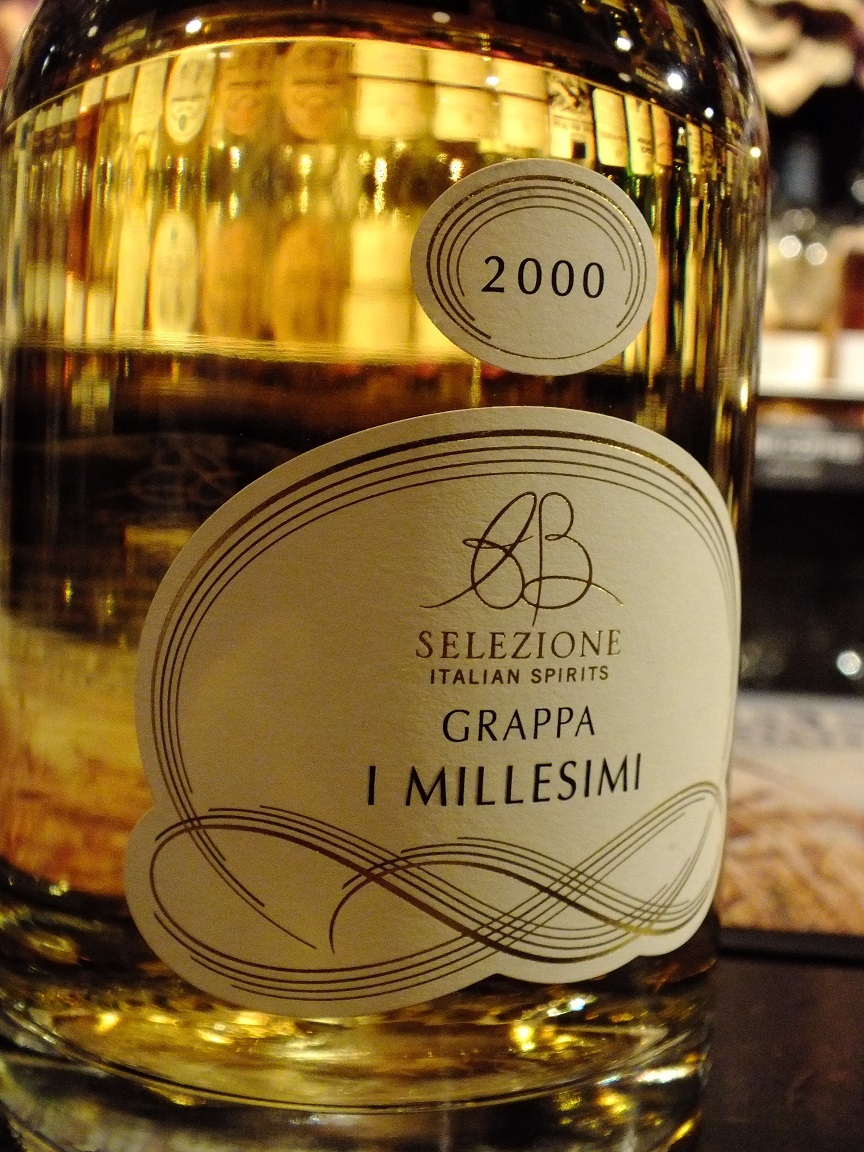 2000
SELEZIONE
ITALIAN SPIRITS
GRAPPA
I MILLESIMI